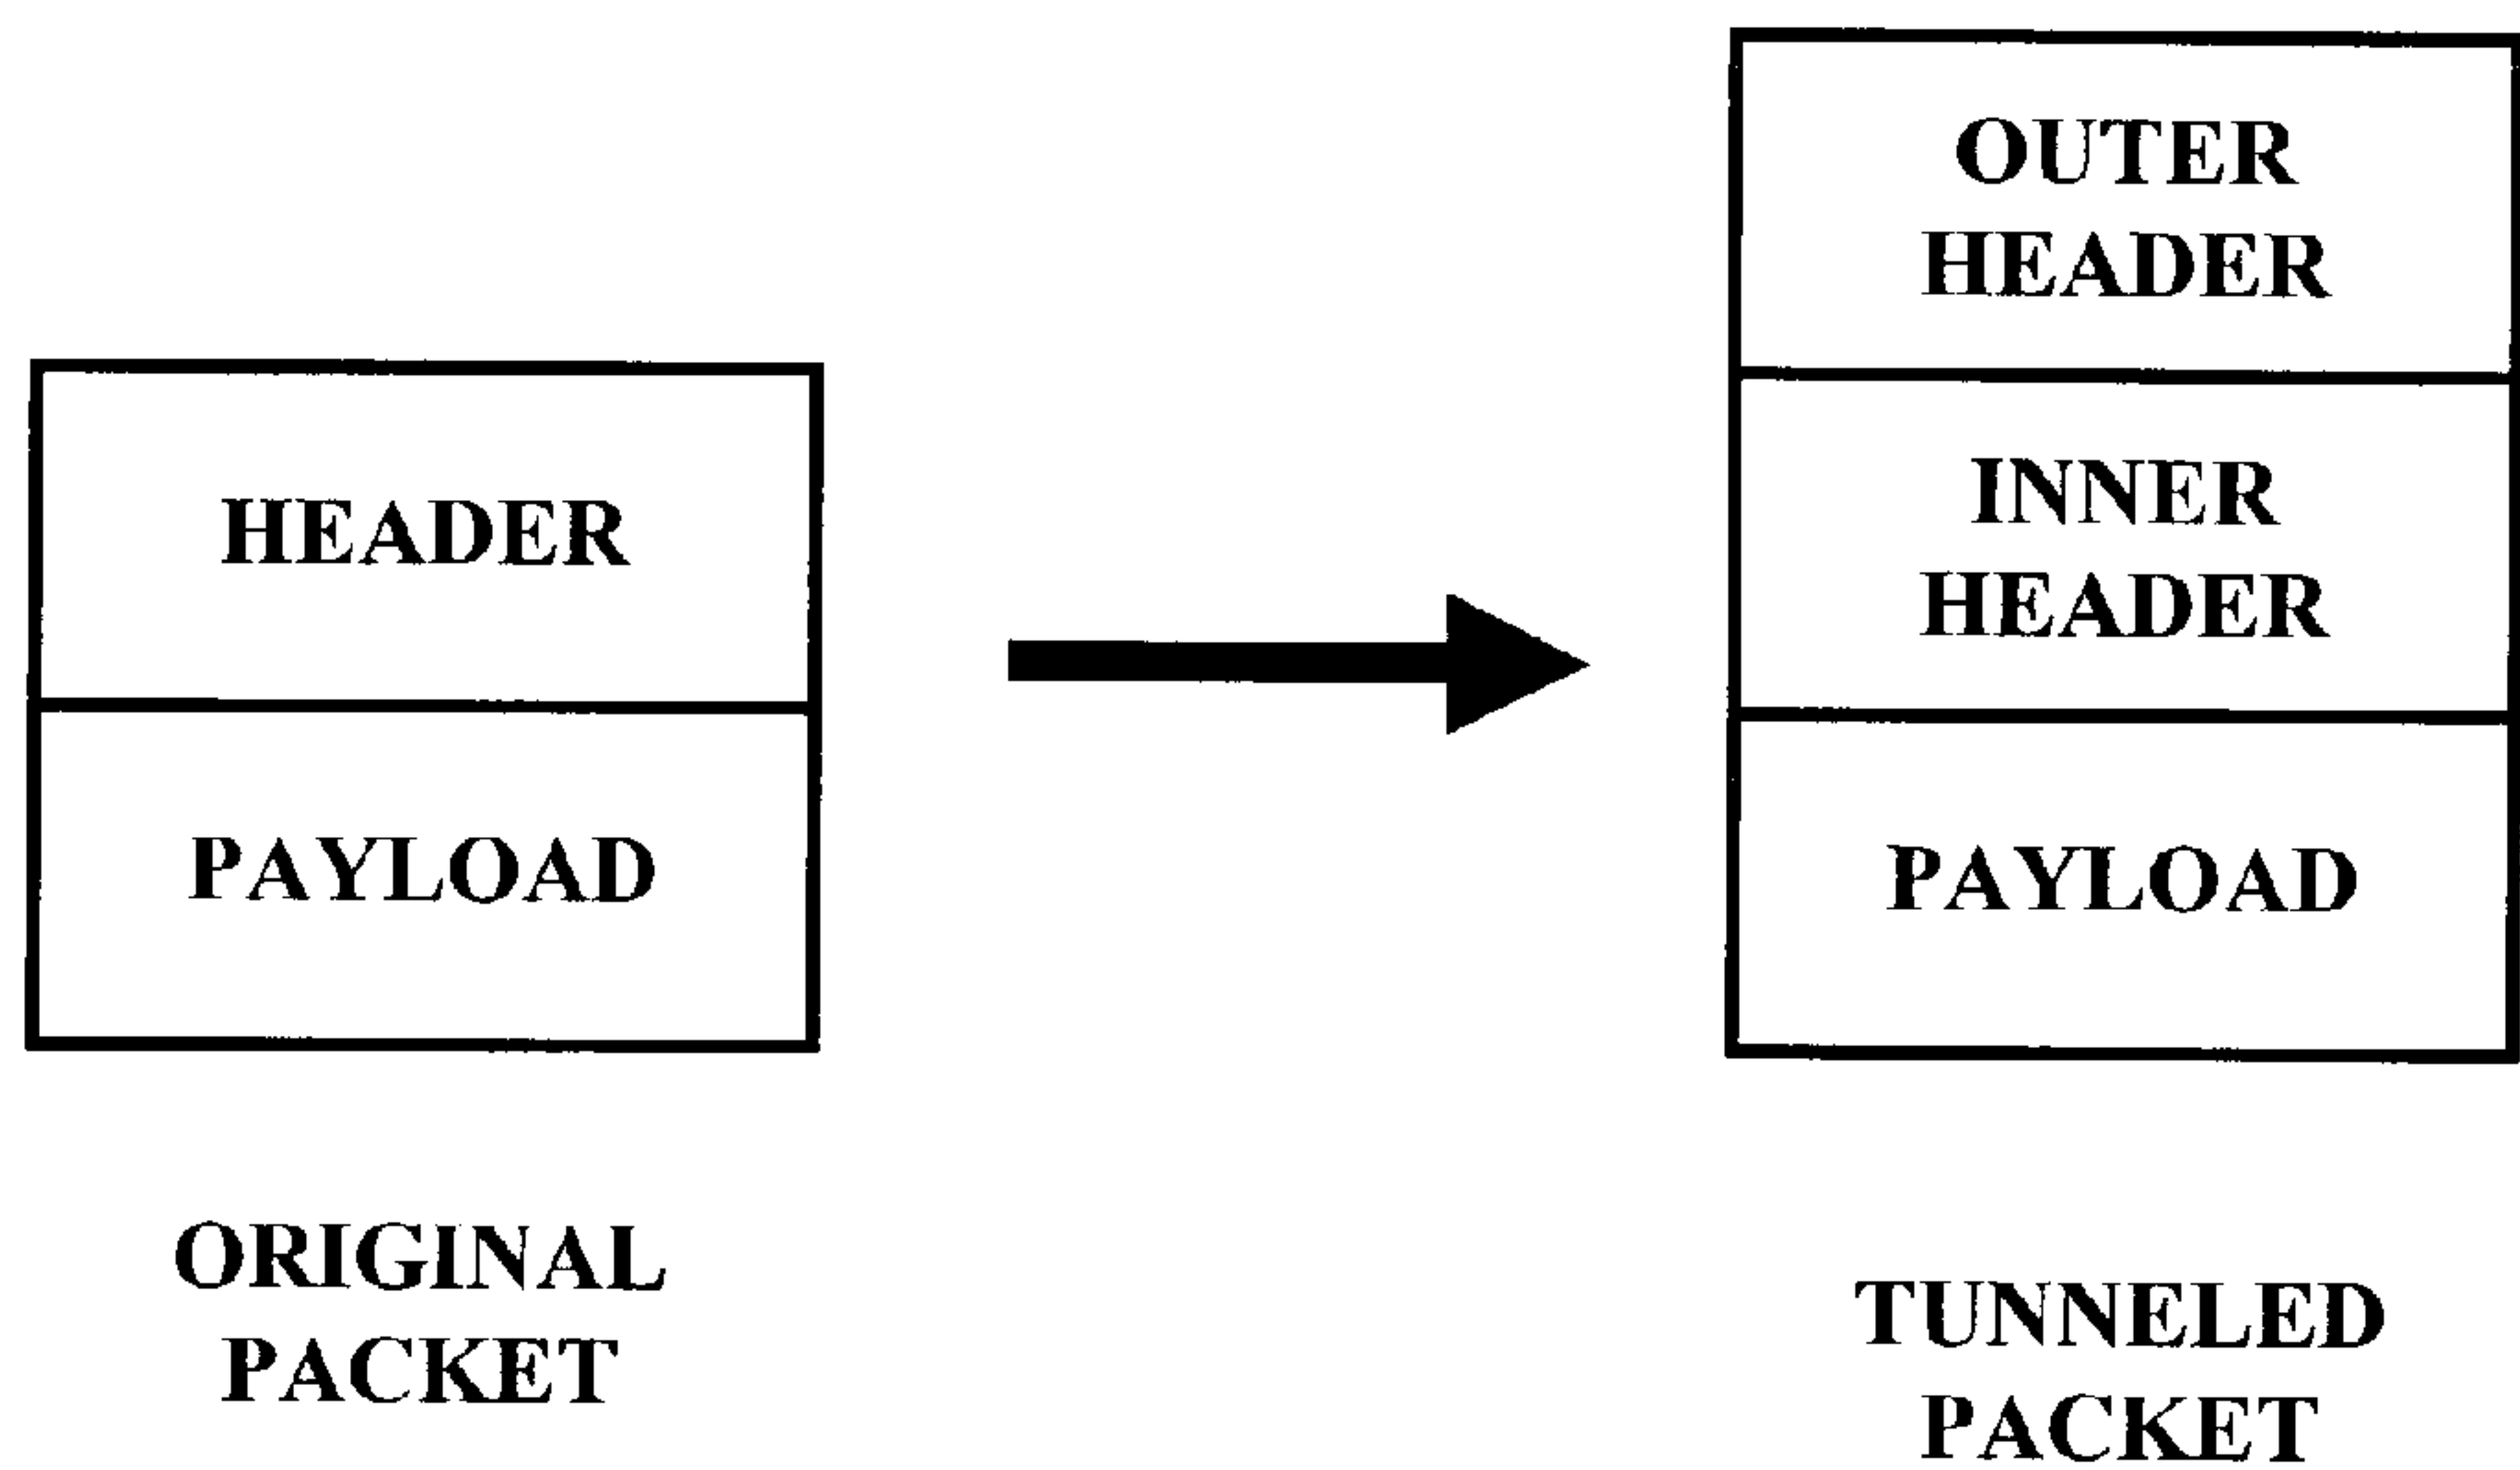 HEADER
PAYLOAD
ORIGINAL
PACKET
OUTER
HEADER
INNER
HEADER
PAYLOAD
TUNNELED
PACKET